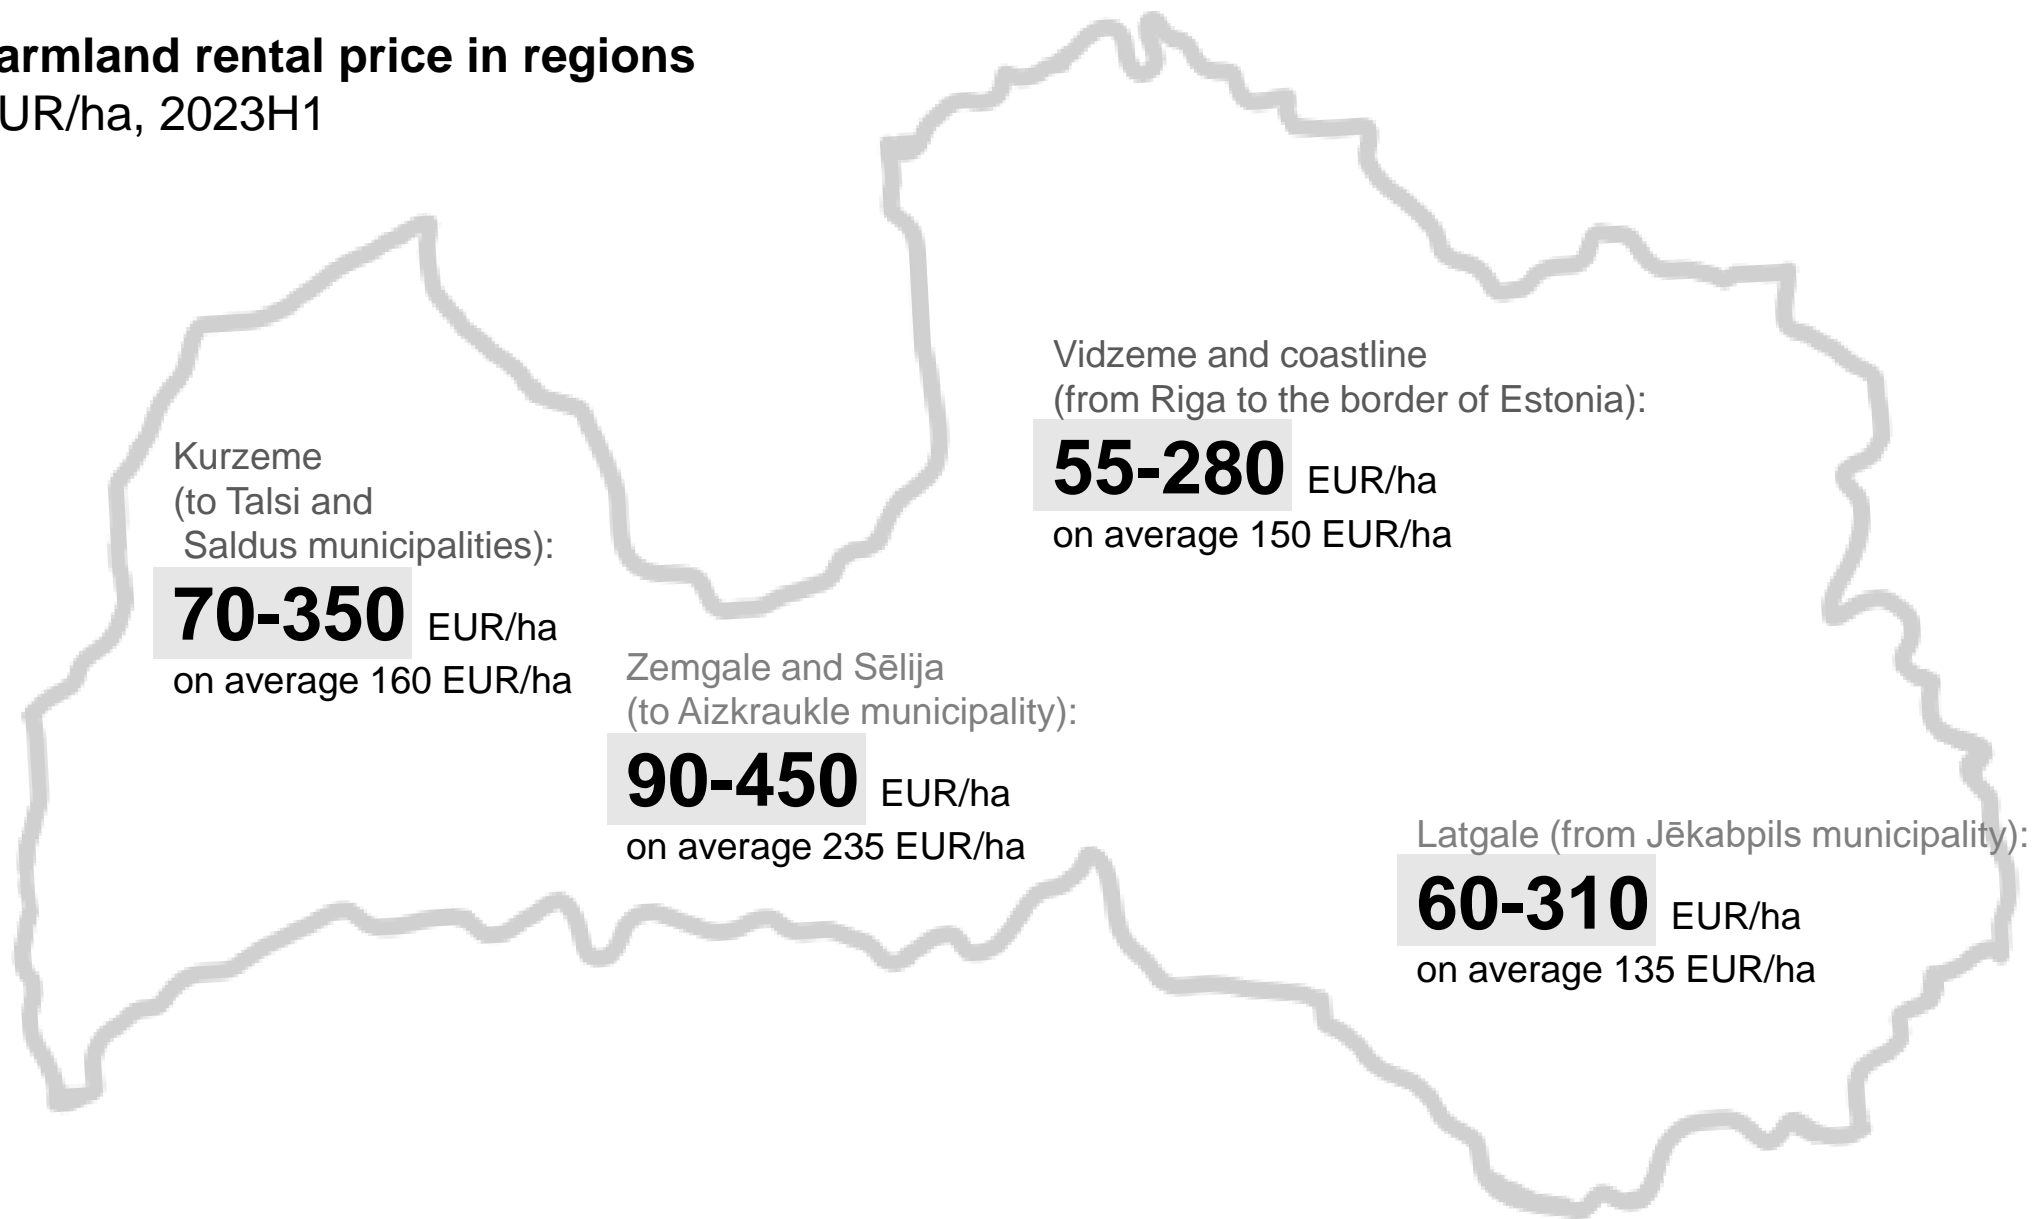 armland rental price in regions
UR/ha, 2023H1
Vidzeme and coastline
(from Riga to the border of Estonia):
55-280 EUR/ha
on average 150 EUR/ha
Kurzeme
(to Talsi and
Saldus municipalities):
70-350 EUR/ha
on average 160 EUR/ha
Zemgale and Sēlija
(to Aizkraukle municipality):
90-450 EUR/ha
on average 235 EUR/ha
Latgale (from Jēkabpils municipality):
60-310 EUR/ha
on average 135 EUR/ha